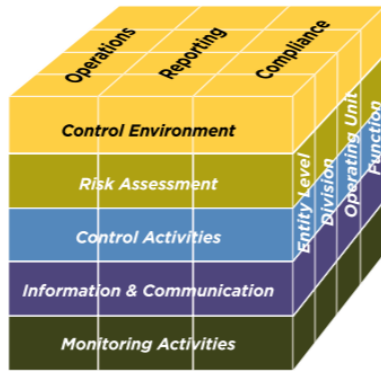 Operations
Reporting
Compliance
Control Environment
Risk Assessment
Control Activities
Information & Communication
Monitoring Activities
Entity Level
Division
Operating Unit
Function